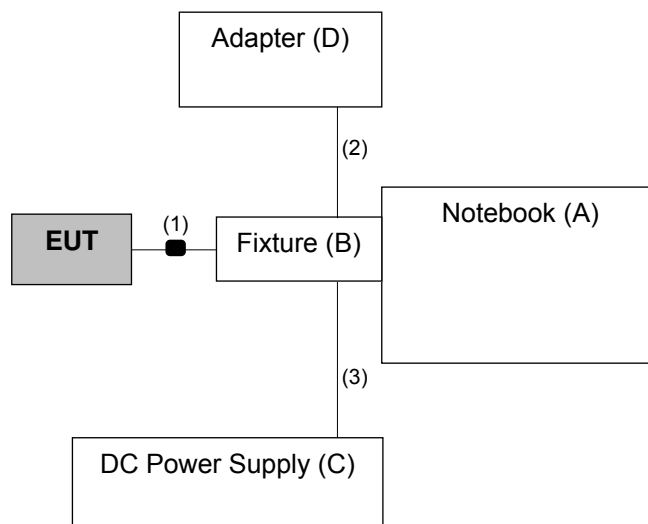 Adapter (D)
(2)
Notebook (A)
(1)
EUT
Fixture (B)
(3)
DC Power Supply (C)